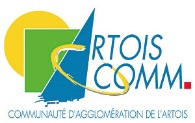 ARTOIS
COMM.
COMMUNAUTÉ D'AGGLOMÉRATION DE L'ARTOIS